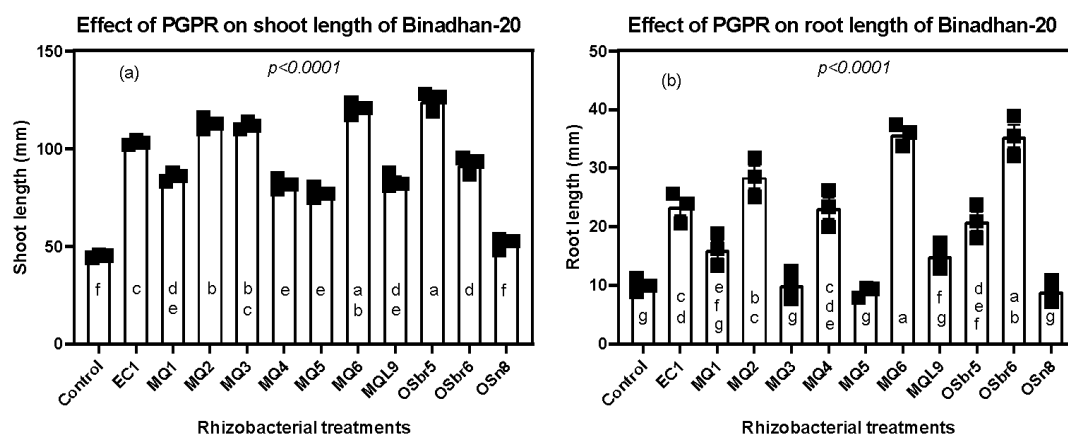 Effect of PGPR on shoot length of Binadhan-20
(a)
p<0.0001
Shoot length (mm)
150
100
50
0
f
c
d
e
b
b
c
e
e
a
b
d
e
a
d
f
Control
EC1
MQ1
MQ2
MQ3
MQ4
MQ5
MQ6
MQL9
OSbr5
OSbr6
OSn8
Rhizobacterial treatments
Effect of PGPR on root length of Binadhan-20
(b)
p<0.0001
Root length (mm)
50
40
30
20
10
0
g
c
d
e
f
g
b
c
g
c
d
e
g
a
f
g
d
e
f
a
b
g
Control
EC1
MQ1
MQ2
MQ3
MQ4
MQ5
MQ6
MQL9
OSbr5
OSbr6
OSn8
Rhizobacterial treatments